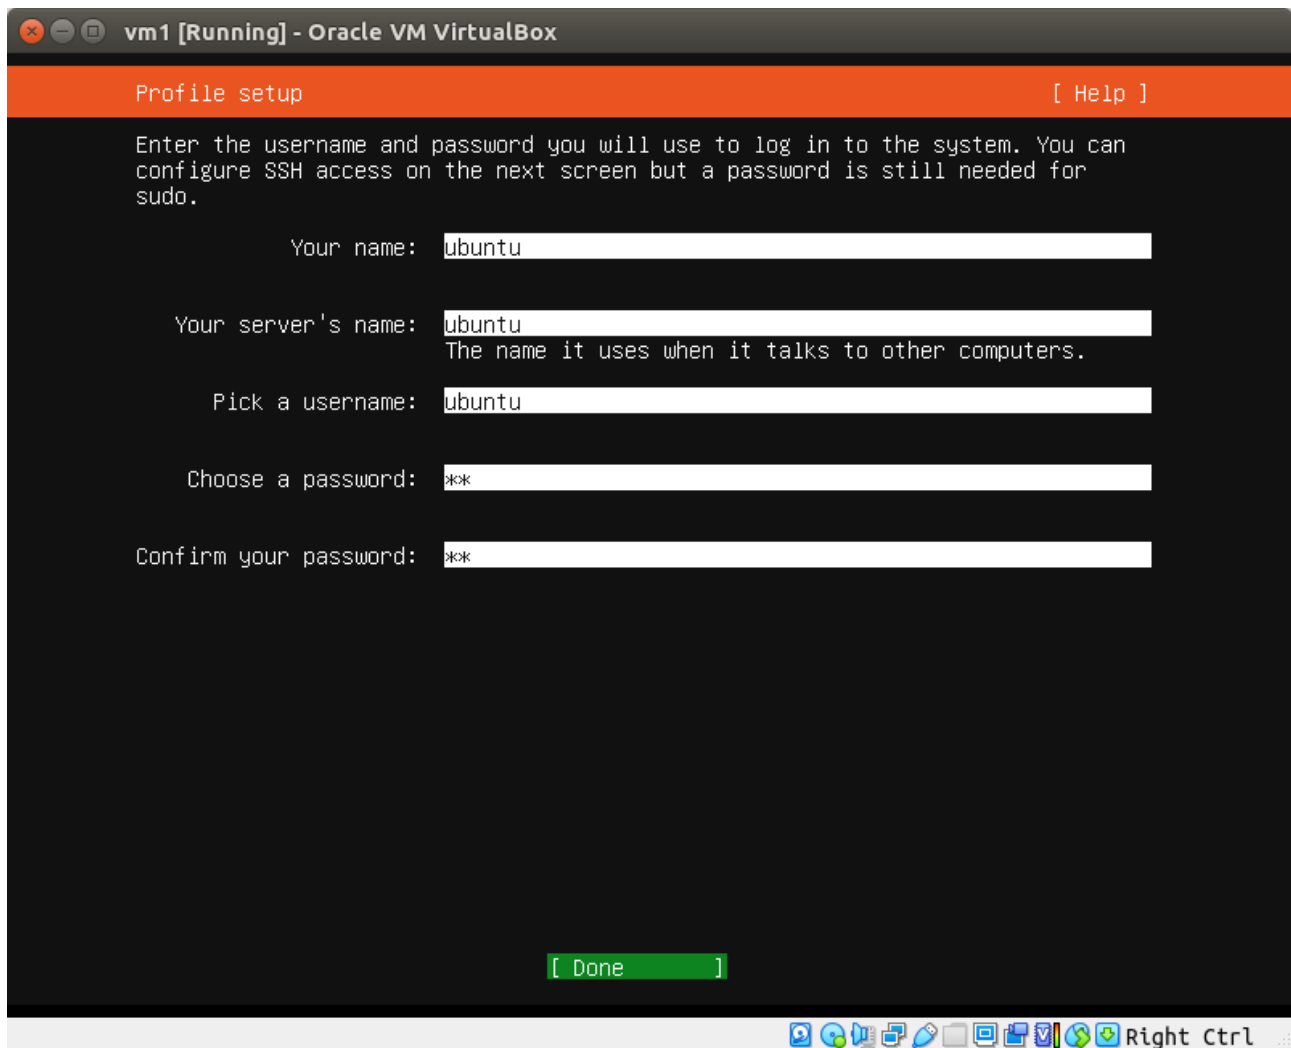 vm1 [Running] - Oracle VM VirtualBox
Profile setup [ Help ]
Enter the username and password you will use to log in to the system. You can
configure SSH access on the next screen but a password is still needed for
sudo.
Your name: ubuntu
Your server's name: ubuntu
The name it uses when it talks to other computers.
Pick a username: ubuntu
Choose a password: **
Confirm your password: **
[ Done ]
Right Ctrl